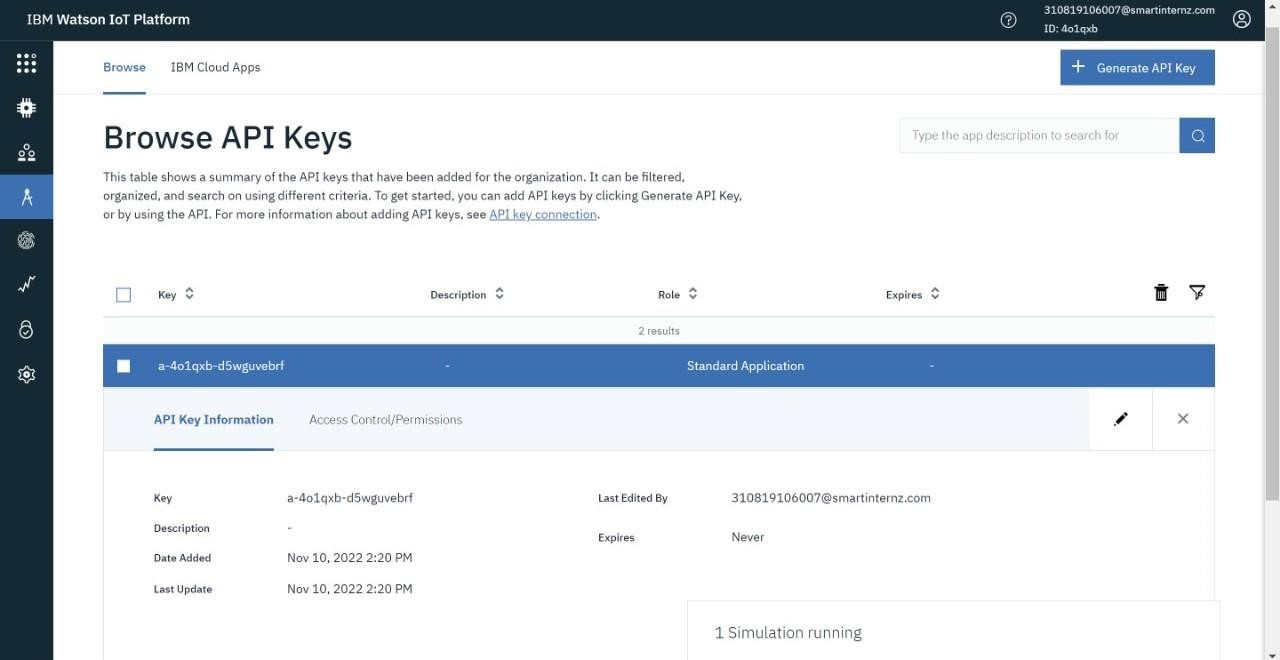 IBM Watson IoT Platform
310819106007@smartinternz.com
ID: 4o1qxb
Browse
IBM Cloud Apps
Generate API Key
Browse API Keys
Type the app description to search for
This table shows a summary of the API keys that have been added for the organization. It can be filtered,
organized, and search on using different criteria. To get started, you can add API keys by clicking Generate API Key,
or by using the API. For more information about adding API keys, see API key connection.
Key
Description
Role
Expires
2 results
a-4o1qxb-d5wguvebrf
-
Standard Application
-
API Key Information
Access Control/Permissions
Key
a-4o1qxb-d5wguvebrf
Description
-
Date Added
Nov 10, 2022 2:20 PM
Last Update
Nov 10, 2022 2:20 PM
Last Edited By
310819106007@smartinternz.com
Expires
Never
1 Simulation running